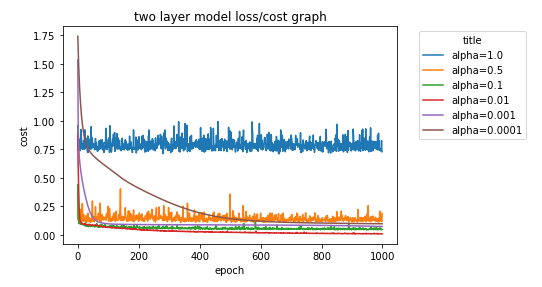 two layer model loss/cost graph
cost
1.75
1.50
1.25
1.00
0.75
0.50
0.25
0.00
0
200
400
600
800
1000
epoch
title
alpha=1.0
alpha=0.5
alpha=0.1
alpha=0.01
alpha=0.001
alpha=0.0001